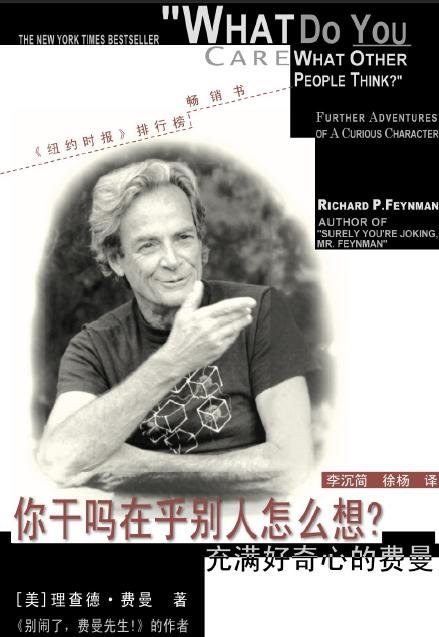 THE NEW YORK TIMES BESTSELLER
"WHAT DO YOU
CARE WHAT OTHER
PEOPLE THINK?"
畅销书
《纽约时报》排行榜
FURTHER ADVENTURES
OF A CURIOUS CHARACTER
RICHARD P.FEYNMAN
AUTHOR OF
"SURELY YOU'RE JOKING,
MR. FEYNMAN"
李沉简 徐杨 译
你干吗在乎别人怎么想?
充满好奇心的费曼
[美]理查德·费曼 著
《别闹了，费曼先生!》的作者